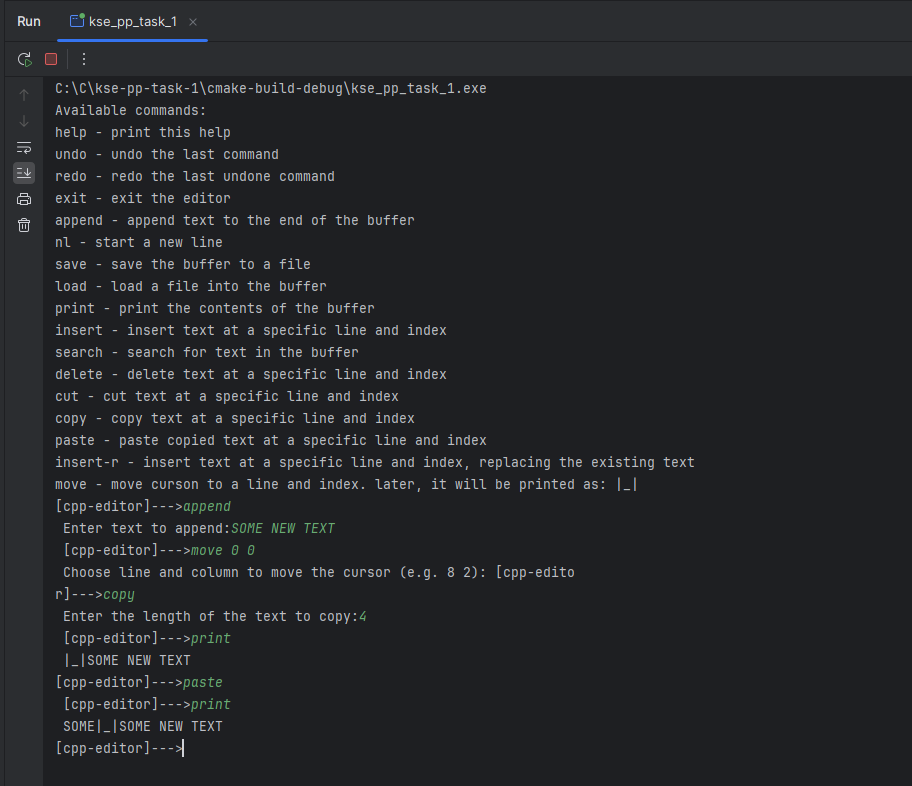 Run kse_pp_task_1
C:\C\kse-pp-task-1\cmake-build-debug\kse_pp_task_1.exe
Available commands:
help - print this help
undo - undo the last command
redo - redo the last undone command
exit - exit the editor
append - append text to the end of the buffer
nl - start a new line
save - save the buffer to a file
load - load a file into the buffer
print - print the contents of the buffer
insert - insert text at a specific line and index
search - search for text in the buffer
delete - delete text at a specific line and index
cut - cut text at a specific line and index
copy - copy text at a specific line and index
paste - paste copied text at a specific line and index
insert-r - insert text at a specific line and index, replacing the existing text
move - move curson to a line and index. later, it will be printed as: |_|
[cpp-editor]--->append
 Enter text to append:SOME NEW TEXT
 [cpp-editor]--->move 0 0
 Choose line and column to move the cursor (e.g. 8 2): [cpp-edito
r]--->copy
 Enter the length of the text to copy:4
 [cpp-editor]--->print
 |_|SOME NEW TEXT
[cpp-editor]--->paste
 [cpp-editor]--->print
 SOME|_|SOME NEW TEXT
[cpp-editor]--->